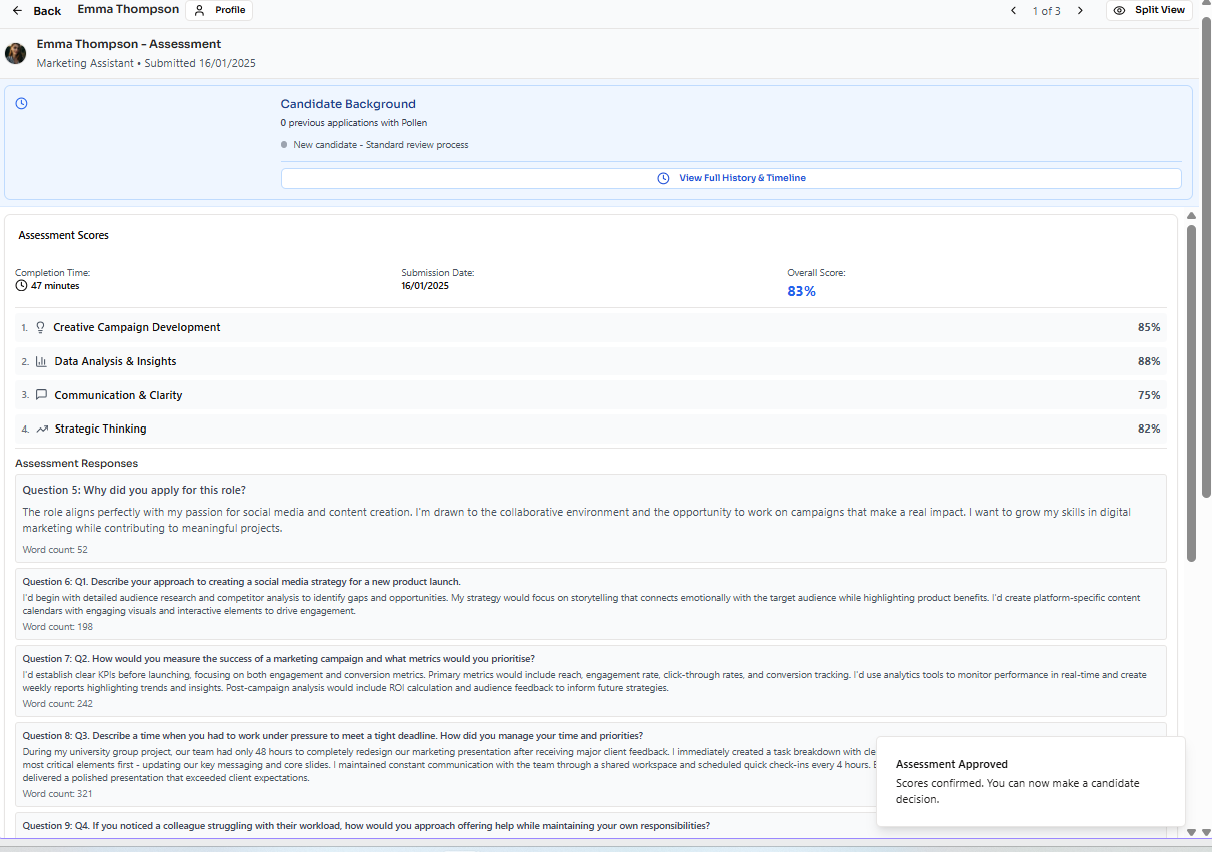 Back Emma Thompson Profile 1 of 3 Split View
Emma Thompson - Assessment
Marketing Assistant • Submitted 16/01/2025
Candidate Background
0 previous applications with Pollen
New candidate - Standard review process
View Full History & Timeline
Assessment Scores
Completion Time: Submission Date: Overall Score:
47 minutes 16/01/2025 83%
1. Creative Campaign Development 85%
2. Data Analysis & Insights 88%
3. Communication & Clarity 75%
4. Strategic Thinking 82%
Assessment Responses
Question 5: Why did you apply for this role?
The role aligns perfectly with my passion for social media and content creation. I'm drawn to the collaborative environment and the opportunity to work on campaigns that make a real impact. I want to grow my skills in digital
marketing while contributing to meaningful projects.
Word count: 52
Question 6: Q1. Describe your approach to creating a social media strategy for a new product launch.
I'd begin with detailed audience research and competitor analysis to identify gaps and opportunities. My strategy would focus on storytelling that connects emotionally with the target audience while highlighting product benefits. I'd create platform-specific content
calendars with engaging visuals and interactive elements to drive engagement.
Word count: 198
Question 7: Q2. How would you measure the success of a marketing campaign and what metrics would you prioritise?
I'd establish clear KPIs before launching, focusing on both engagement and conversion metrics. Primary metrics would include reach, engagement rate, click-through rates, and conversion tracking. I'd use analytics tools to monitor performance in real-time and create
weekly reports highlighting trends and insights. Post-campaign analysis would include ROI calculation and audience feedback to inform future strategies.
Word count: 242
Question 8: Q3. Describe a time when you had to work under pressure to meet a tight deadline. How did you manage your time and priorities?
During my university group project, our team had only 48 hours to completely redesign our marketing presentation after receiving major client feedback. I immediately created a task breakdown with
most critical elements first - updating our key messaging and core slides. I maintained constant communication with the team through a shared workspace and scheduled quick check-ins every 4 hours.
delivered a polished presentation that exceeded client expectations.
Word count: 321
Question 9: Q4. If you noticed a colleague struggling with their workload, how would you approach offering help while maintaining your own responsibilities?
Assessment Approved
Scores confirmed. You can now make a candidate
decision.